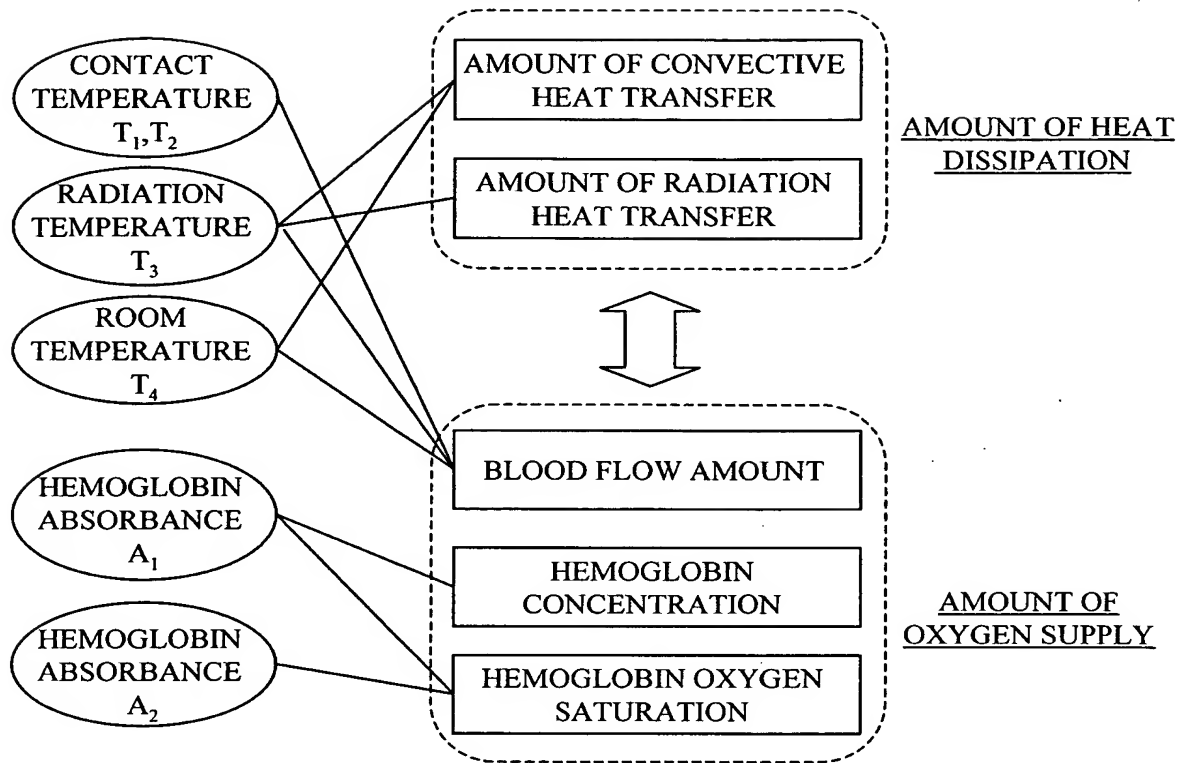 CONTACT
TEMPERATURE
T₁,T₂
RADIATION
TEMPERATURE
T₃
ROOM
TEMPERATURE
T₄
HEMOGLOBIN
ABSORBANCE
A₁
HEMOGLOBIN
ABSORBANCE
A₂
AMOUNT OF CONVECTIVE
HEAT TRANSFER
AMOUNT OF RADIATION
HEAT TRANSFER
AMOUNT OF HEAT
DISSIPATION
BLOOD FLOW AMOUNT
HEMOGLOBIN
CONCENTRATION
HEMOGLOBIN OXYGEN
SATURATION
AMOUNT OF
OXYGEN SUPPLY